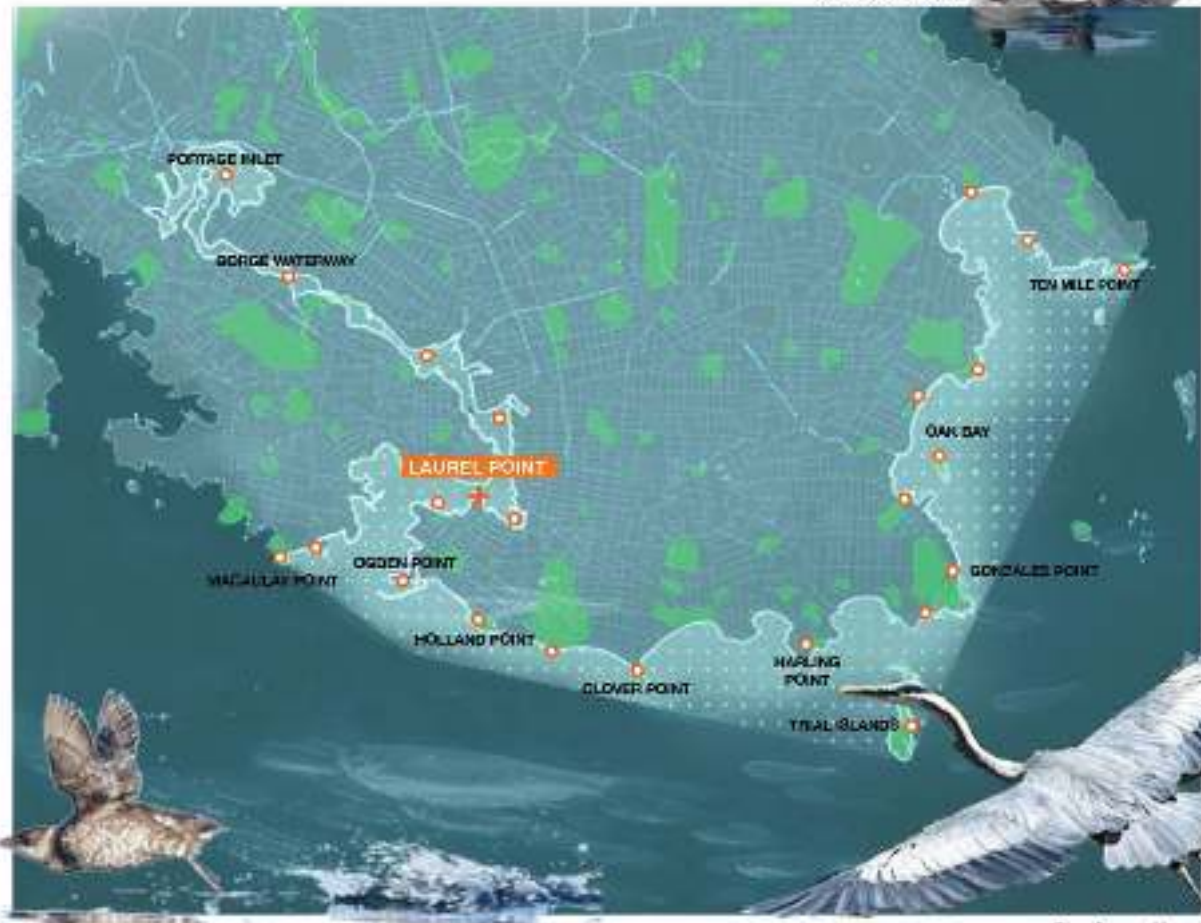 PORTAGE INLET
GORGE WATERWAY
TEN MILE POINT
OAK BAY
LAUREL POINT
OGDEN POINT
MACAULAY POINT
GONZALES POINT
HOLLAND POINT
HARLING
POINT
CLOVER POINT
TRIAL ISLANDS